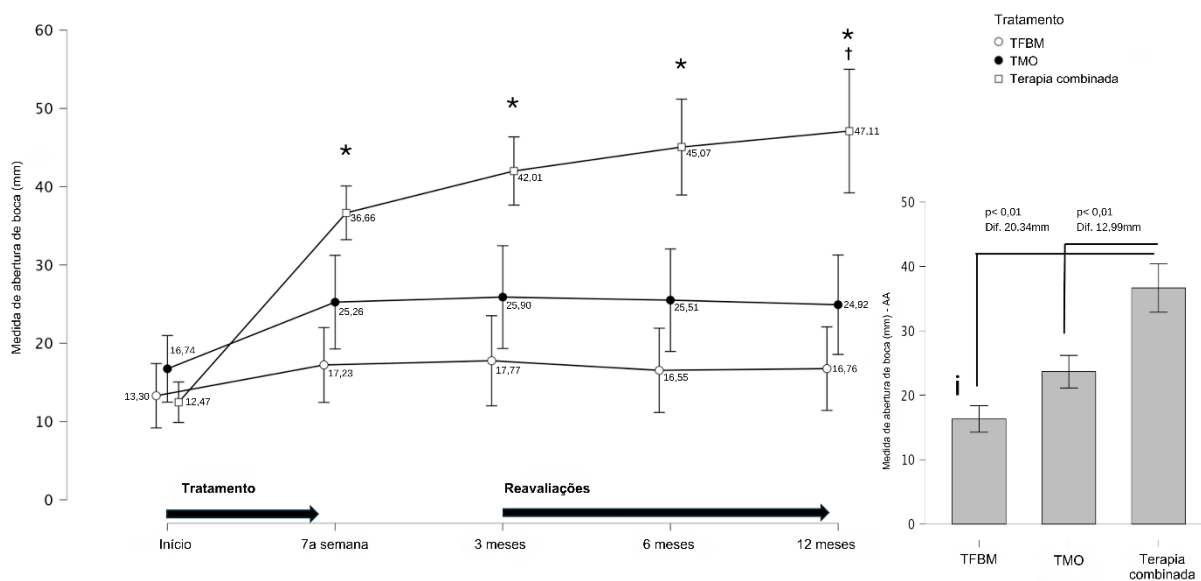 Tratamento
TFBM
TMO
Terapia combinada
Medida de abertura de boca (mm)
60
50
40
30
20
10
0
*
*
*
*
†
13,30
16,74
12,47
36,66
25,26
17,23
42,01
25,90
17,77
45,07
25,51
16,55
47,11
24,92
16,76
Tratamento
Reavaliações
Início
7a semana
3 meses
6 meses
12 meses
Medida de abertura de boca (mm) - AA
50
40
30
20
10
0
p< 0,01
Dif. 20,34mm
p< 0,01
Dif. 12,99mm
i
TFBM
TMO
Terapia
combinada